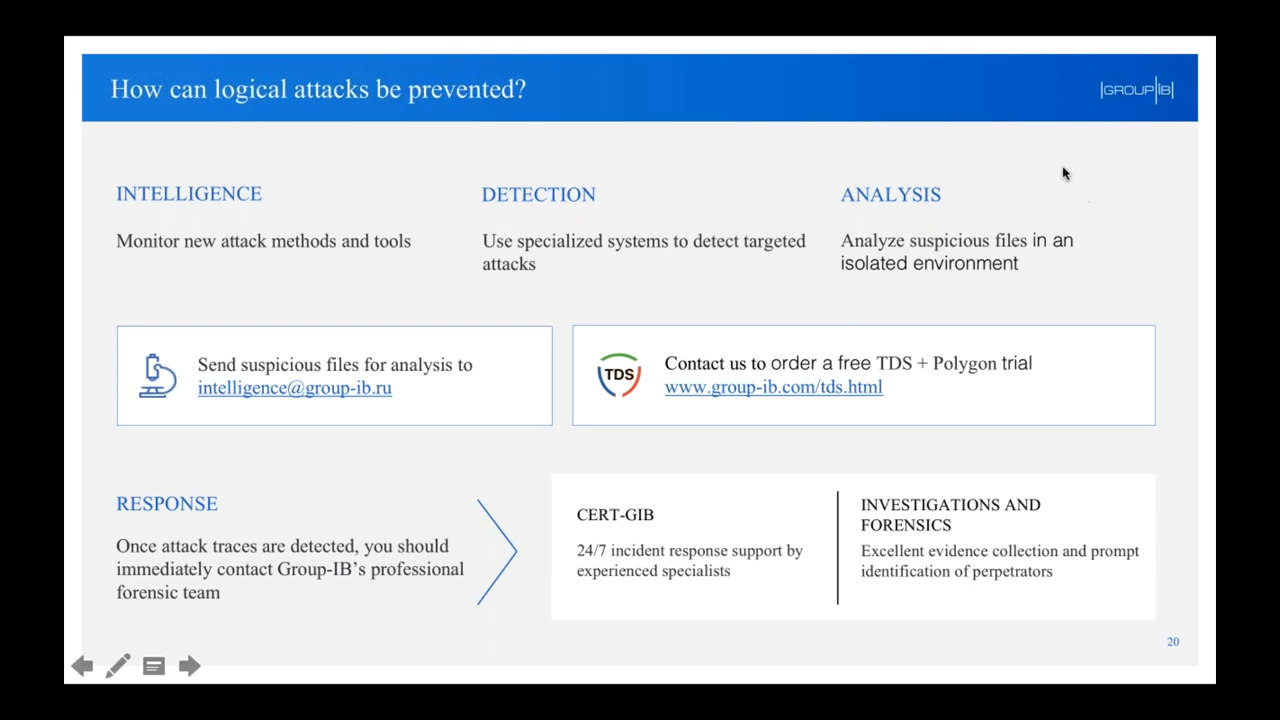 How can logical attacks be prevented?
|GROUP|IB|
INTELLIGENCE
Monitor new attack methods and tools
DETECTION
Use specialized systems to detect targeted
attacks
ANALYSIS
Analyze suspicious files in an
isolated environment
Send suspicious files for analysis to
intelligence@group-ib.ru
TDS
Contact us to order a free TDS + Polygon trial
www.group-ib.com/tds.html
RESPONSE
Once attack traces are detected, you should
immediately contact Group-IB’s professional
forensic team
CERT-GIB
24/7 incident response support by
experienced specialists
INVESTIGATIONS AND
FORENSICS
Excellent evidence collection and prompt
identification of perpetrators
20